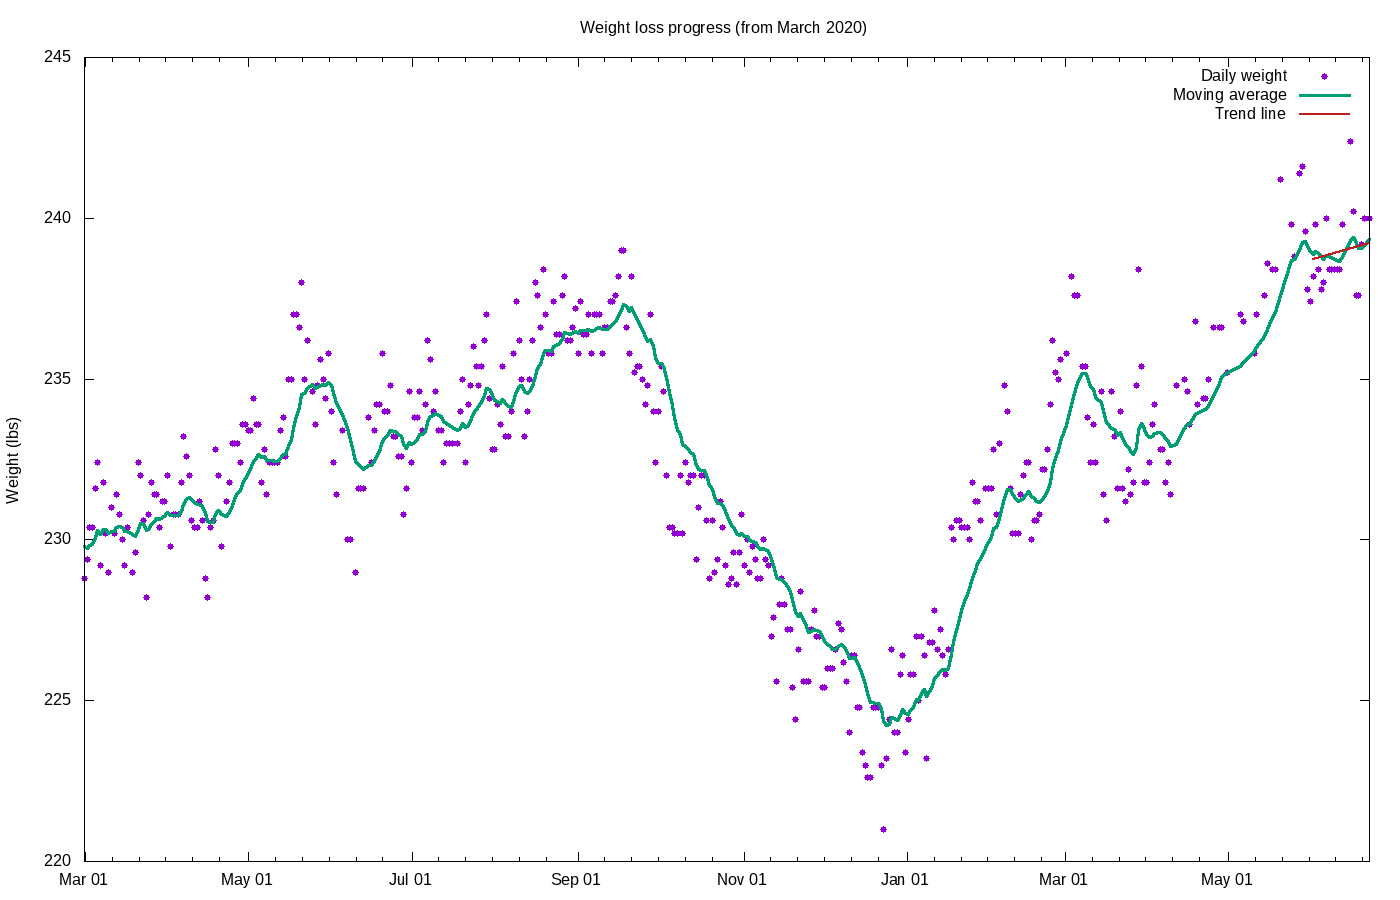 Weight loss progress (from March 2020)
245
240
235
230
225
220
Weight (lbs)
Daily weight
Moving average
Trend line
Mar 01
May 01
Jul 01
Sep 01
Nov 01
Jan 01
Mar 01
May 01